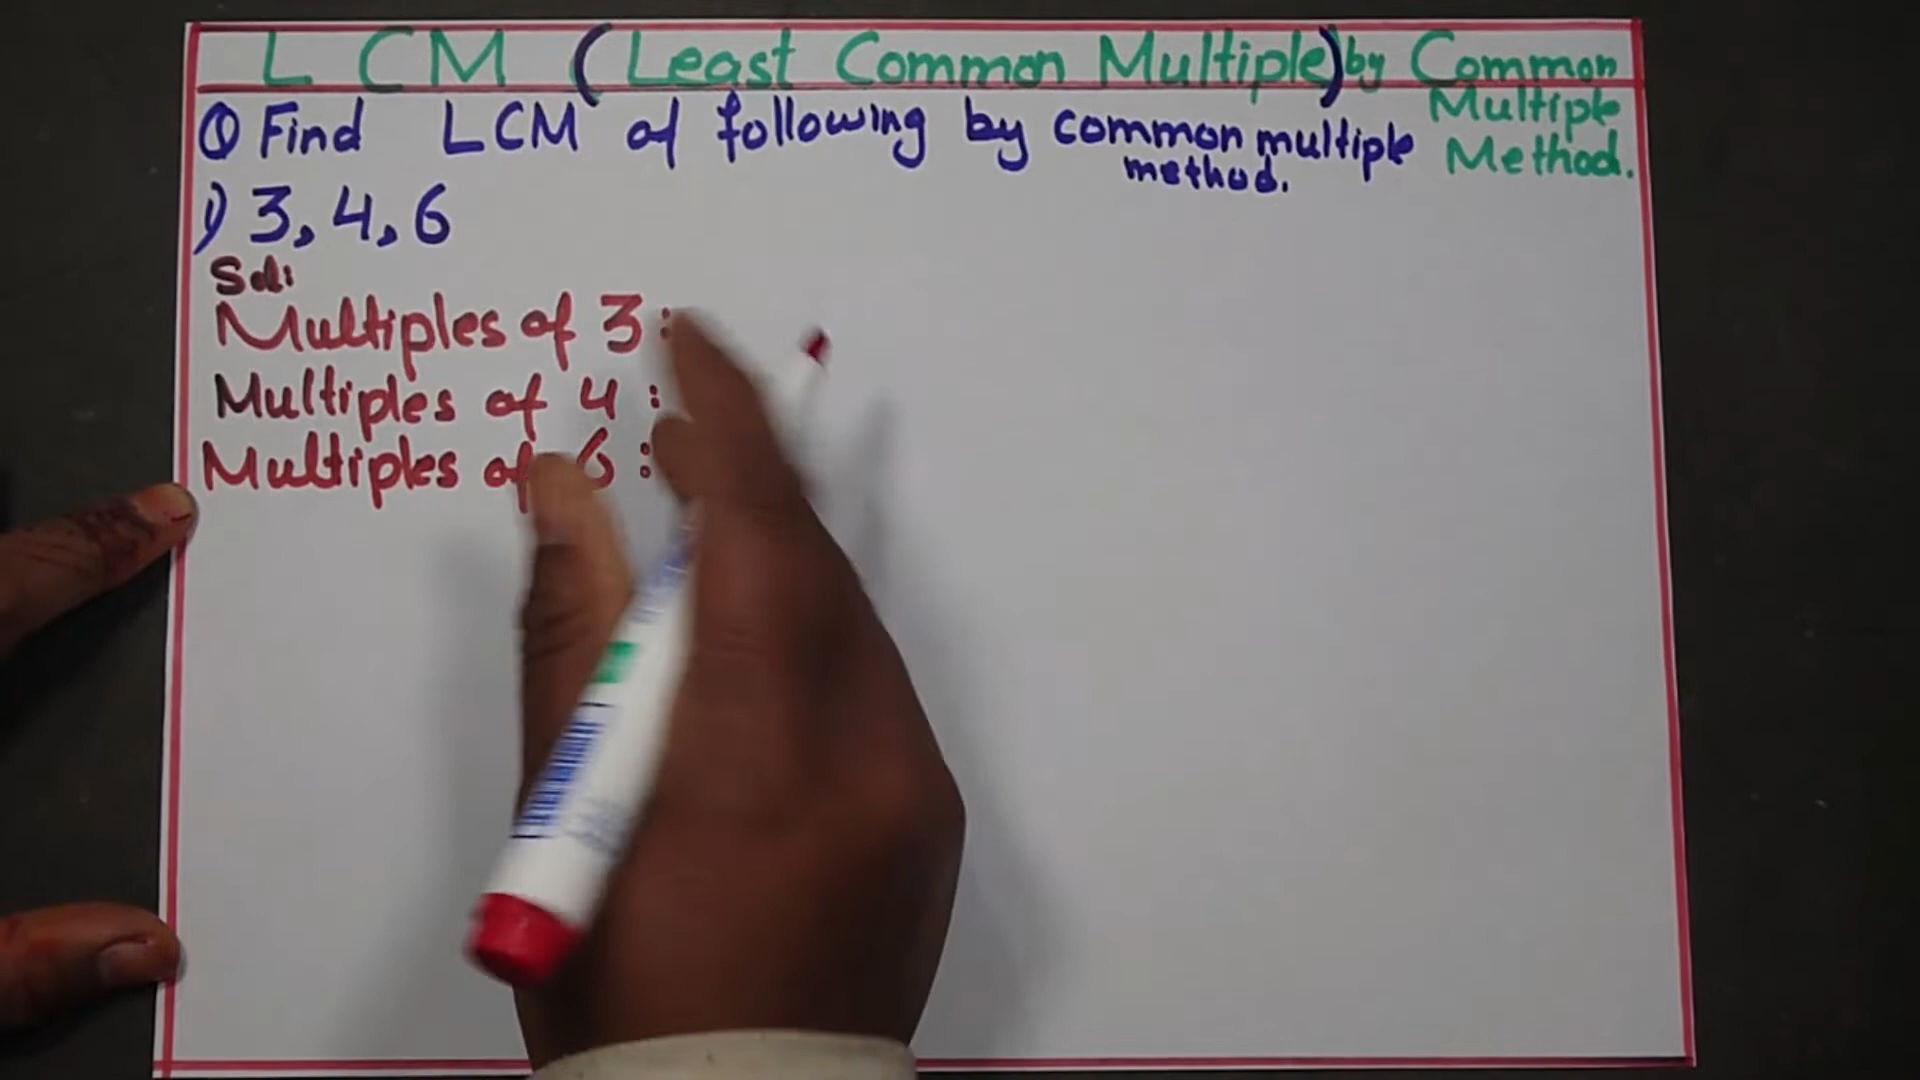 LCM (Least Common Multiple) by Common
Multiple
Method.
Q Find LCM of following by common multiple
method.
1) 3, 4, 6
Sol:
Multiples of 3:
Multiples of 4:
Multiples of 6: